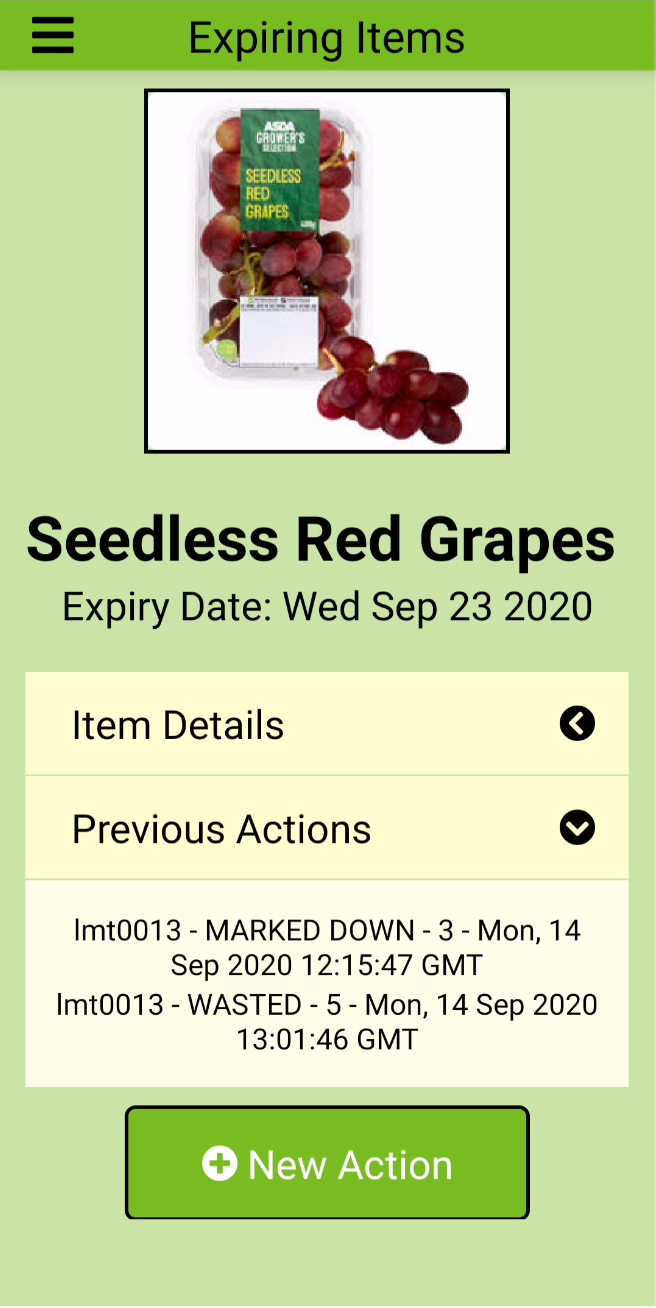 Expiring Items
ASDA
GROWER'S
SELECTION
SEEDLESS
RED
GRAPES
Seedless Red Grapes
Expiry Date: Wed Sep 23 2020
Item Details
Previous Actions
lmt0013 - MARKED DOWN - 3 - Mon, 14
Sep 2020 12:15:47 GMT
lmt0013 - WASTED - 5 - Mon, 14 Sep 2020
13:01:46 GMT
New Action